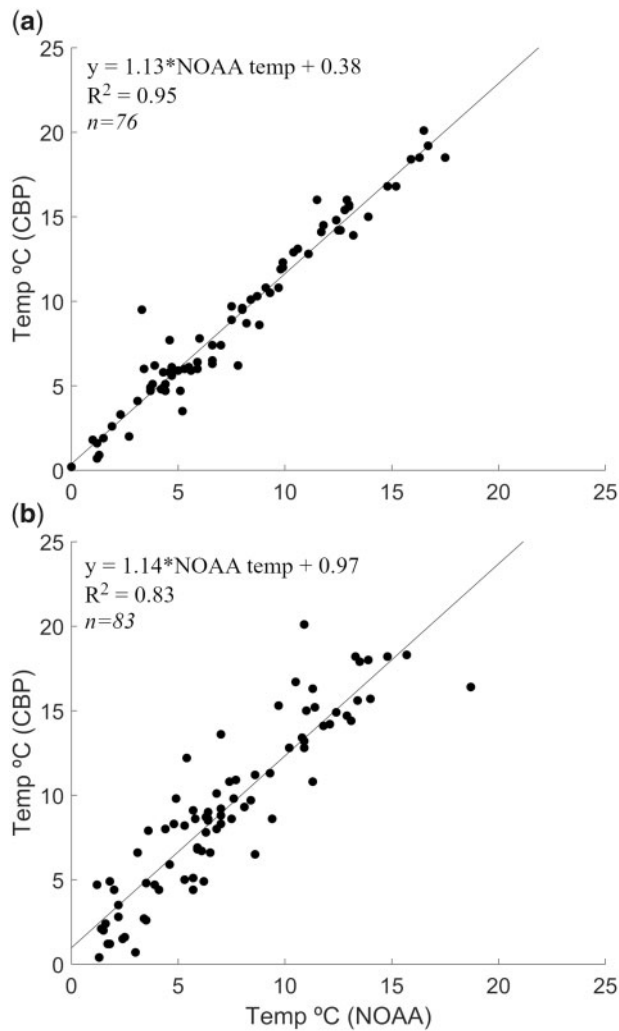 (a)
25
20
15
10
5
0
Temp ºC (CBP)
y = 1.13*NOAA temp + 0.38
R² = 0.95
n=76
0 5 10 15 20 25
(b)
25
20
15
10
5
0
Temp ºC (CBP)
y = 1.14*NOAA temp + 0.97
R² = 0.83
n=83
0 5 10 15 20 25
Temp ºC (NOAA)